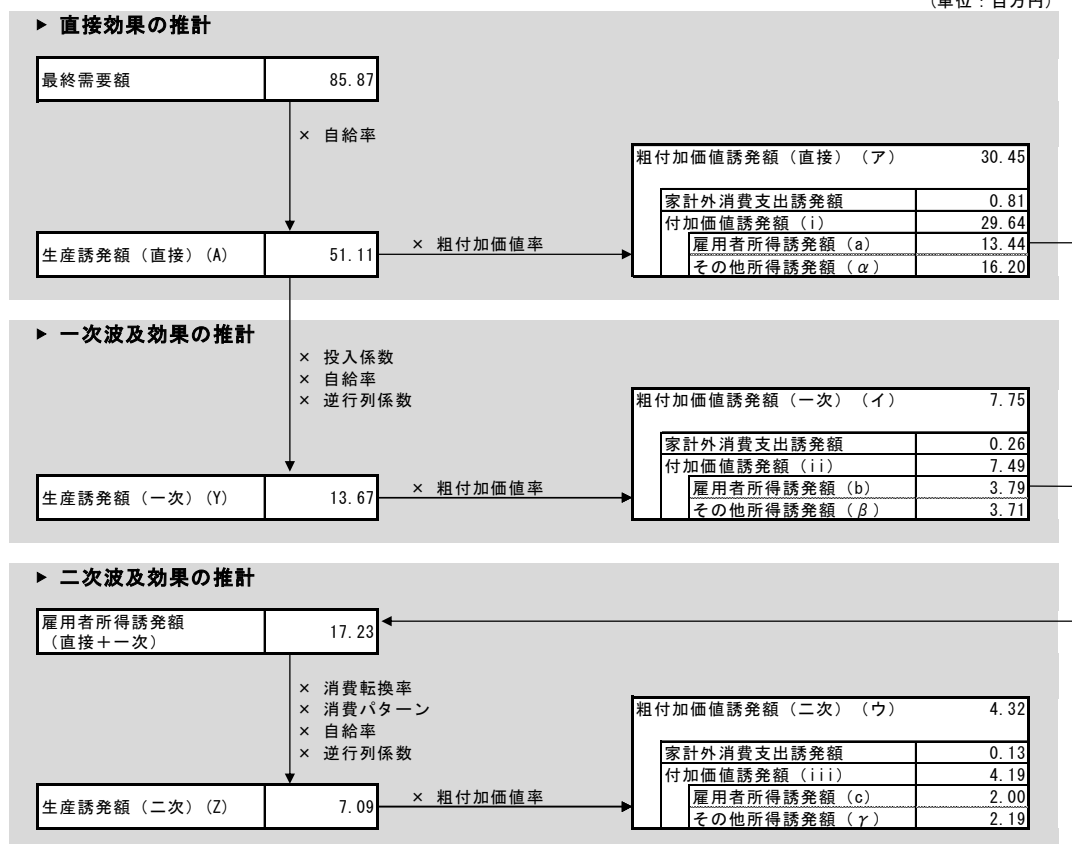 (単位:百万円)
▶ 直接効果の推計
最終需要額 85.87
× 自給率
粗付加価値誘発額(直接)(ア) 30.45
家計外消費支出誘発額 0.81
付加価値誘発額(i) 29.64
雇用者所得誘発額(a) 13.44
その他所得誘発額(α) 16.20
生産誘発額(直接)(A) 51.11
× 粗付加価値率
▶ 一次波及効果の推計
× 投入係数
× 自給率
× 逆行列係数
粗付加価値誘発額(一次)(イ) 7.75
家計外消費支出誘発額 0.26
付加価値誘発額(ii) 7.49
雇用者所得誘発額(b) 3.79
その他所得誘発額(β) 3.71
生産誘発額(一次)(Y) 13.67
× 粗付加価値率
▶ 二次波及効果の推計
雇用者所得誘発額
(直接+一次) 17.23
× 消費転換率
× 消費パターン
× 自給率
× 逆行列係数
粗付加価値誘発額(二次)(ウ) 4.32
家計外消費支出誘発額 0.13
付加価値誘発額(iii) 4.19
雇用者所得誘発額(c) 2.00
その他所得誘発額(γ) 2.19
生産誘発額(二次)(Z) 7.09
× 粗付加価値率